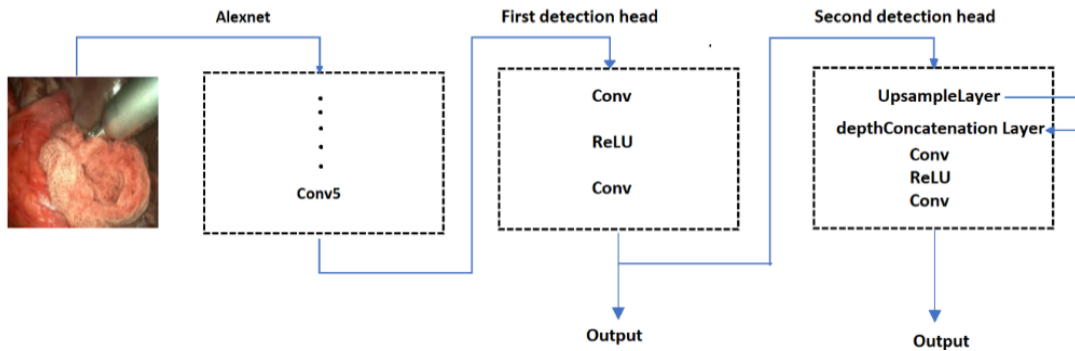 Alexnet
Conv5
First detection head
Conv
ReLU
Conv
Output
Second detection head
UpsampleLayer
depthConcatenation Layer
Conv
ReLU
Conv
Output